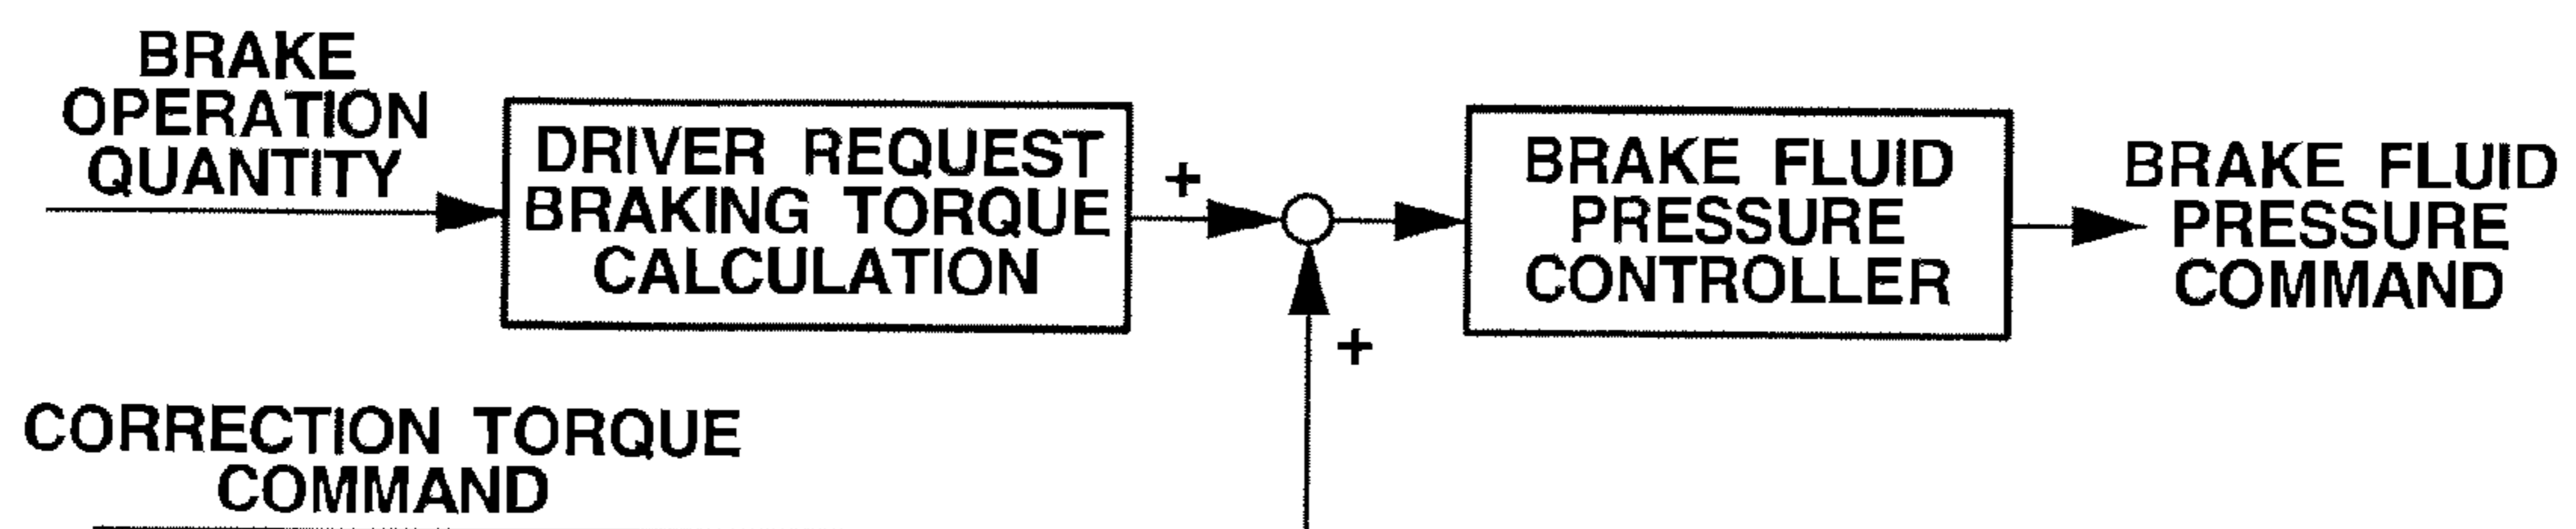 BRAKE
OPERATION
QUANTITY
DRIVER REQUEST
BRAKING TORQUE
CALCULATION
+
+
BRAKE FLUID
PRESSURE
CONTROLLER
BRAKE FLUID
PRESSURE
COMMAND
CORRECTION TORQUE
COMMAND